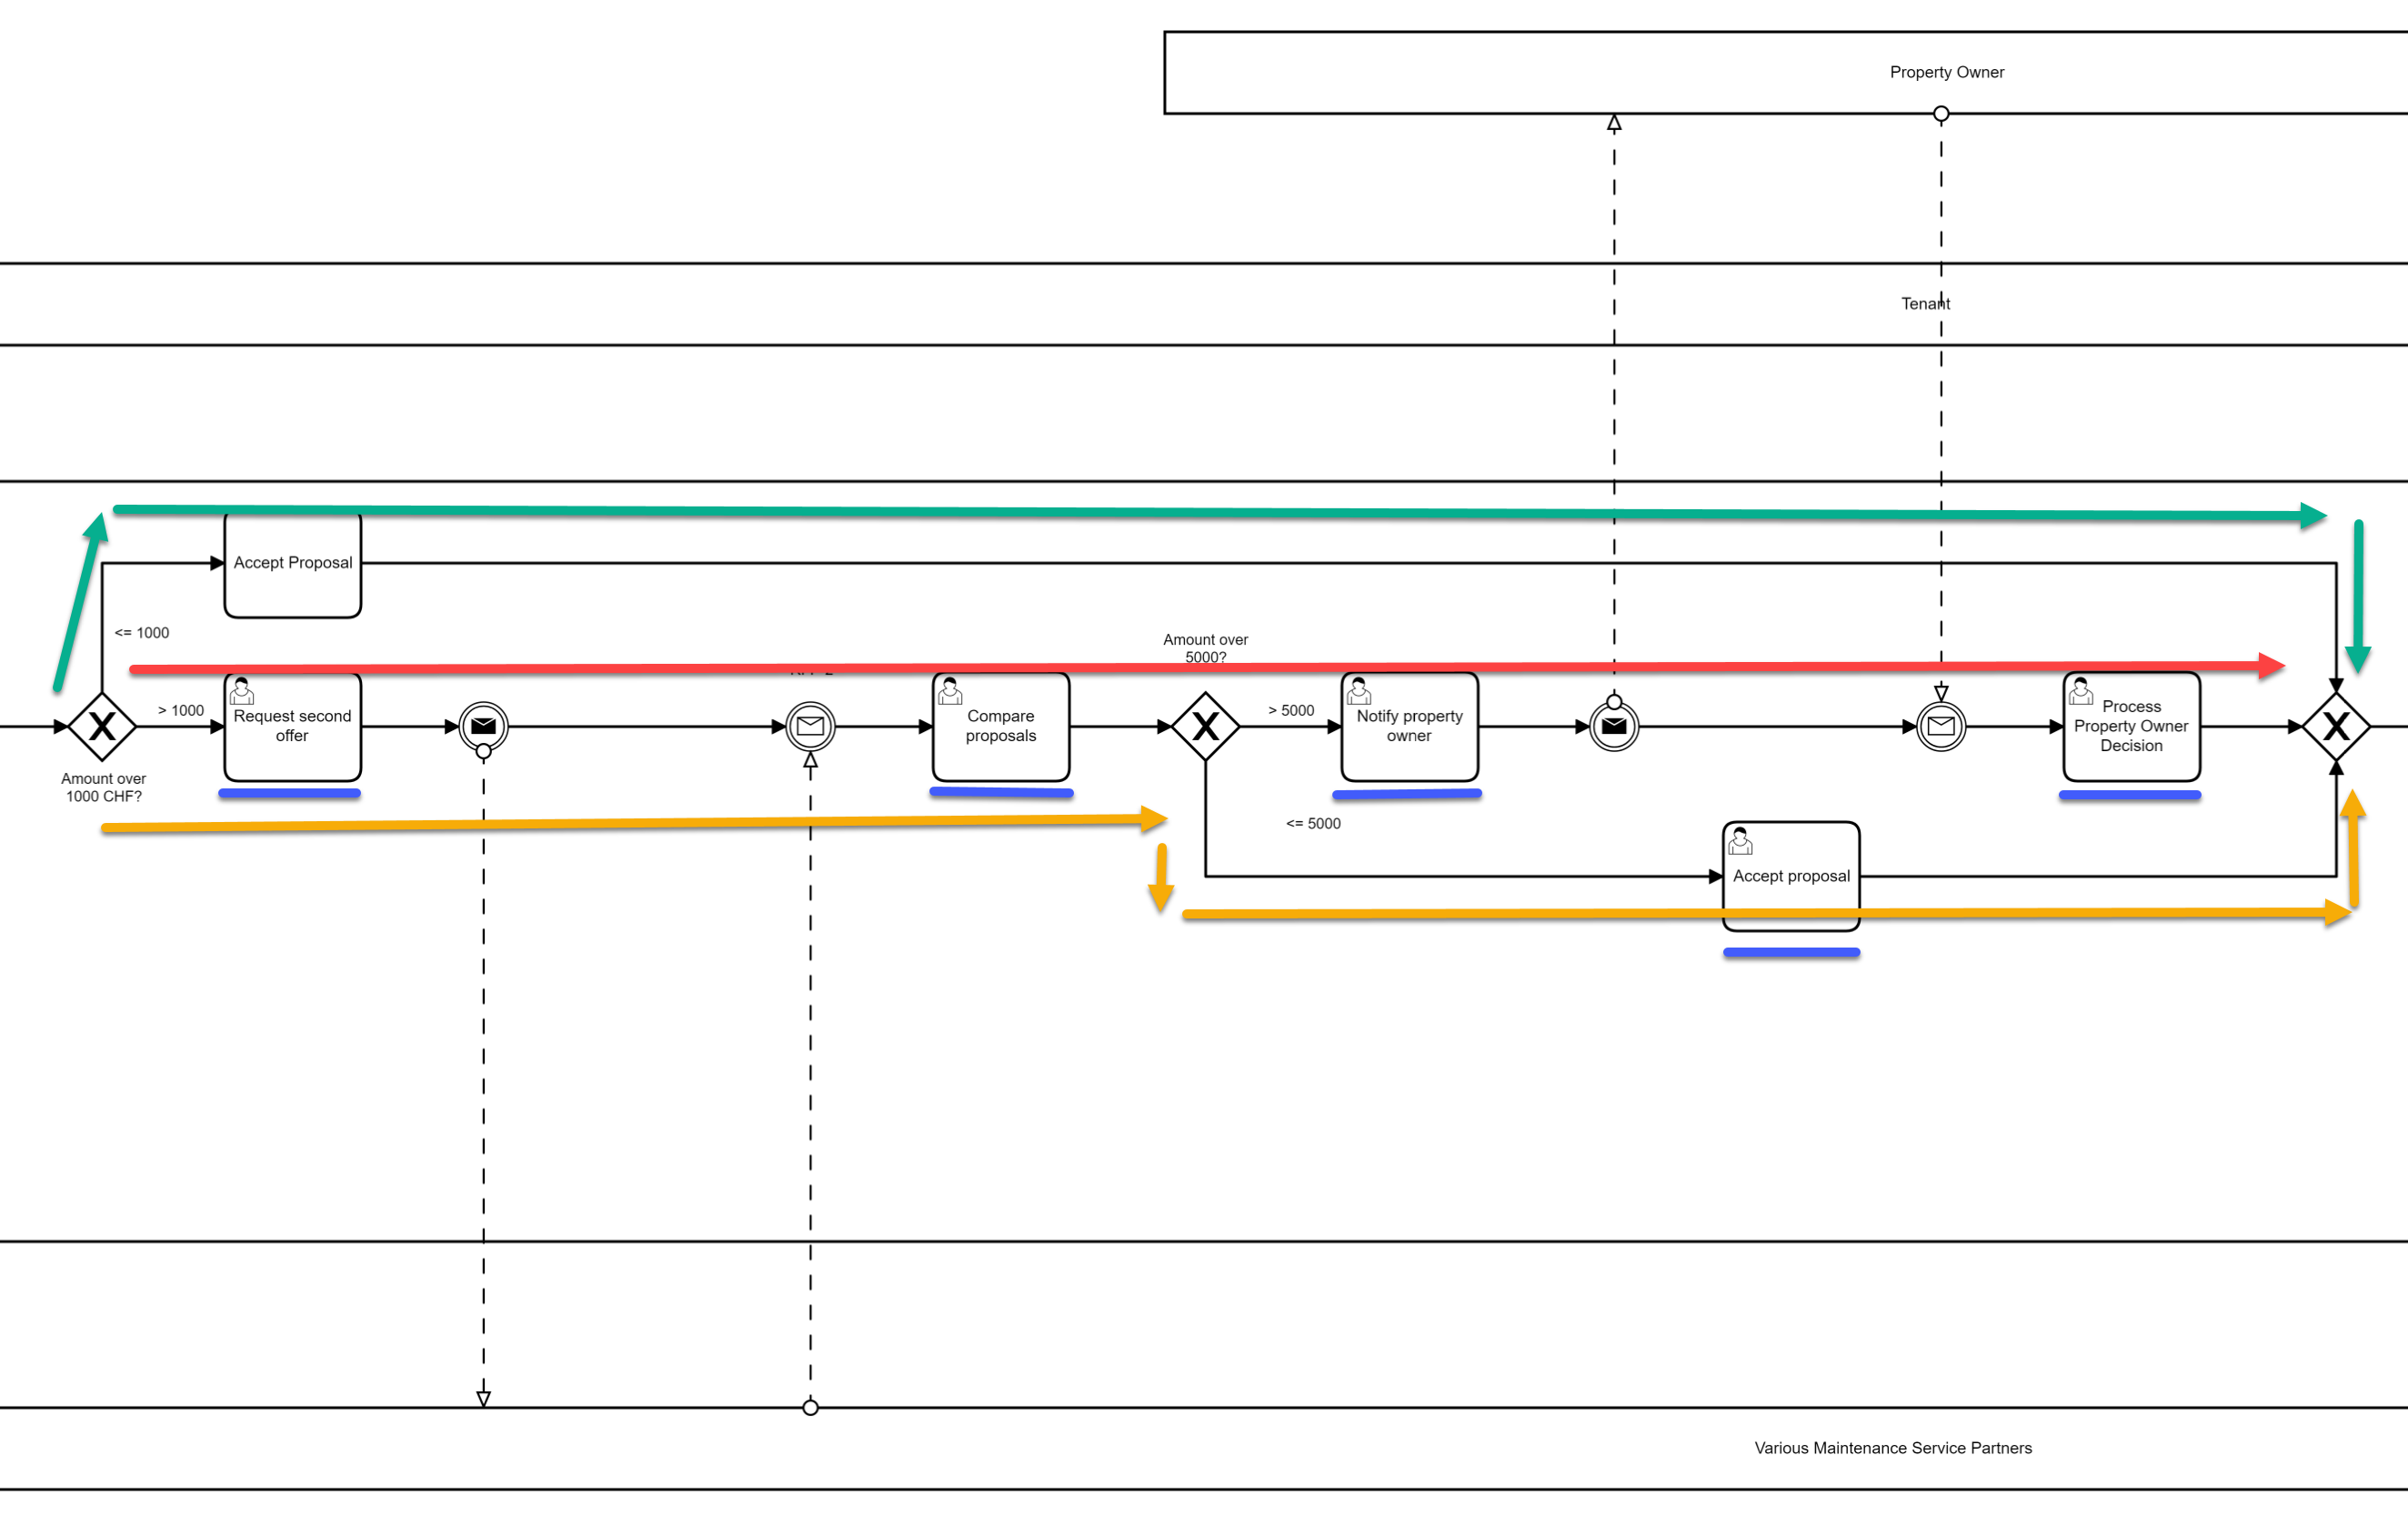 Property Owner
Tenant
Accept Proposal
<= 1000
Amount over
5000?
> 1000
Request second
offer
Compare
proposals
> 5000
Notify property
owner
Process
Property Owner
Decision
Amount over
1000 CHF?
<= 5000
Accept proposal
Various Maintenance Service Partners